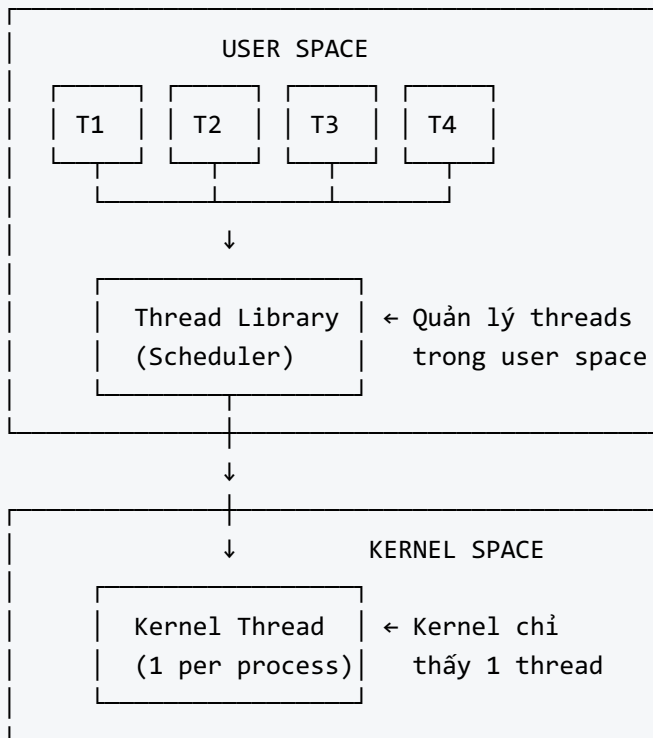 USER SPACE
T1 T2 T3 T4
↓
Thread Library ← Quản lý threads
(Scheduler) trong user space
↓
↓ KERNEL SPACE
Kernel Thread ← Kernel chỉ
(1 per process) thấy 1 thread